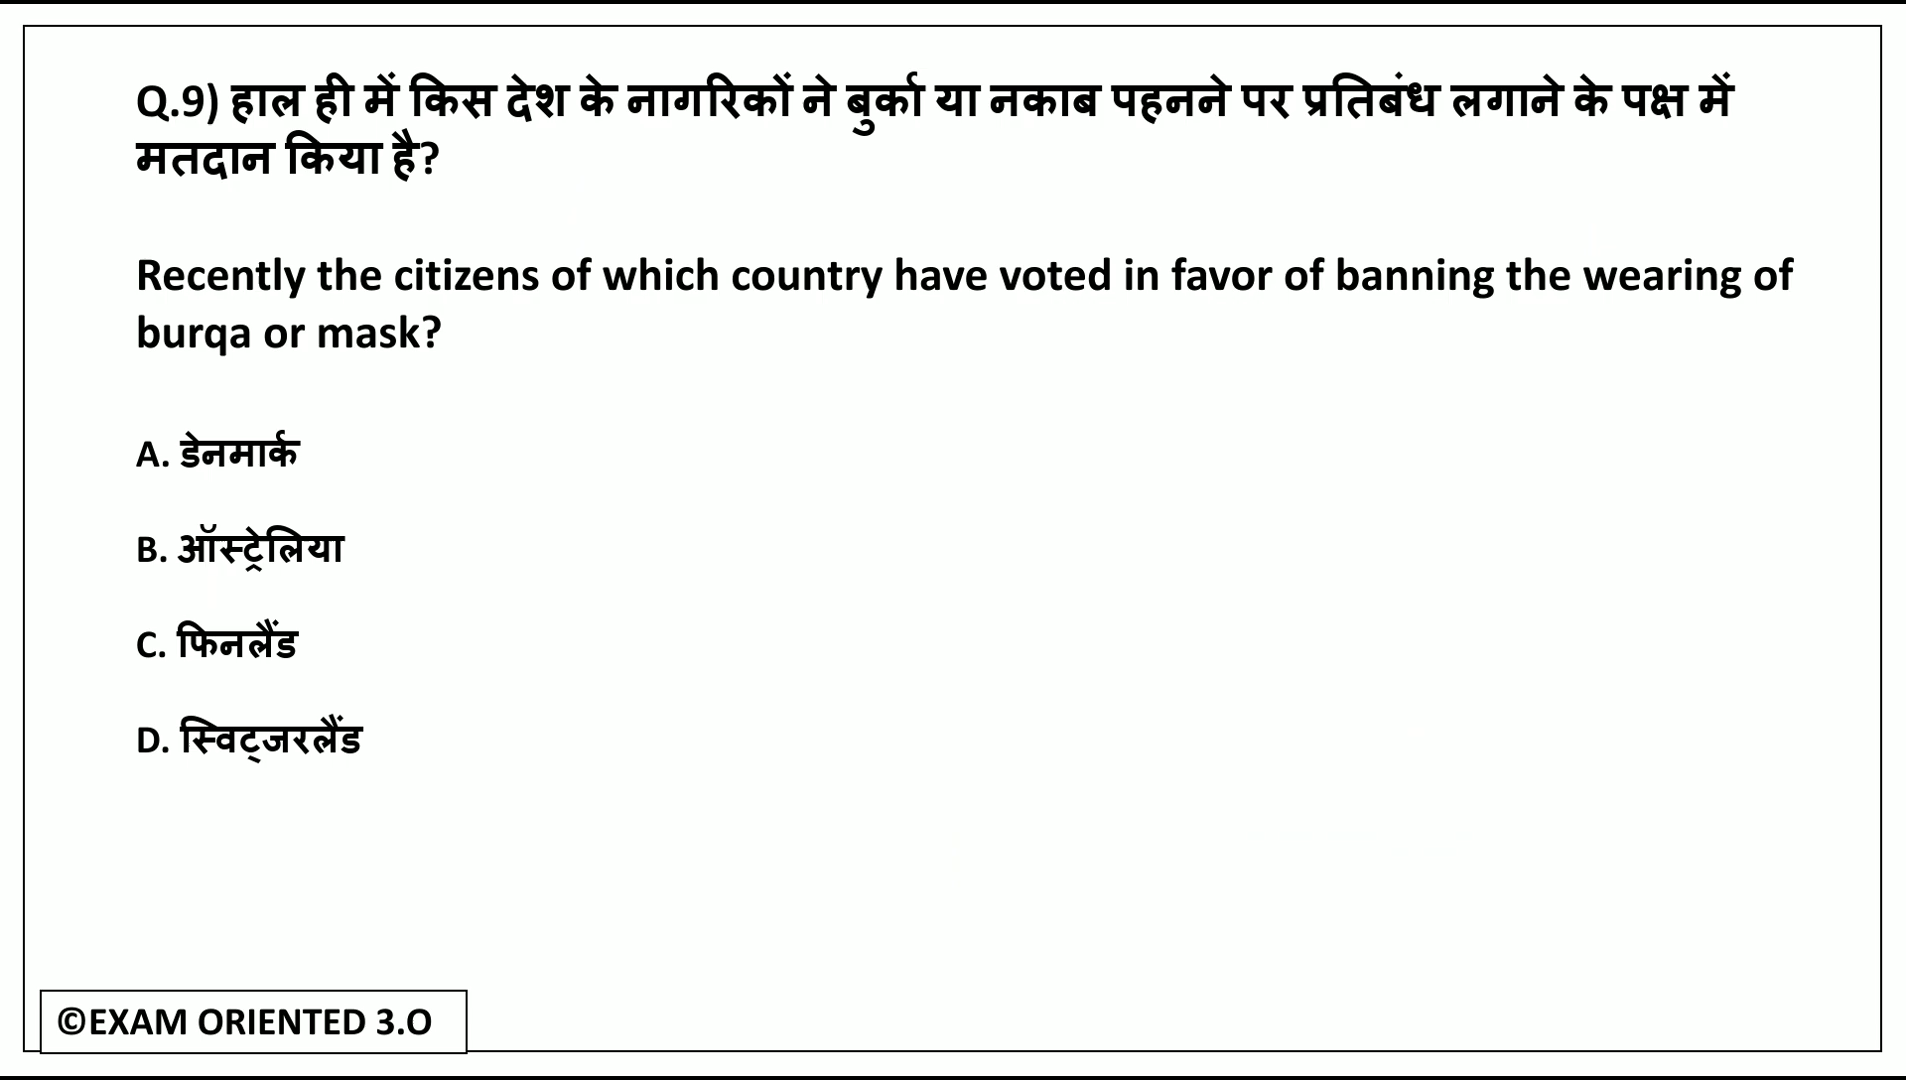 Q.9) हाल ही में किस देश के नागरिकों ने बुर्का या नकाब पहनने पर प्रतिबंध लगाने के पक्ष में
मतदान किया है?
Recently the citizens of which country have voted in favor of banning the wearing of
burqa or mask?
A. डेनमार्क
B. ऑस्ट्रेलिया
C. फिनलैंड
D. स्विट्जरलैंड
©EXAM ORIENTED 3.O